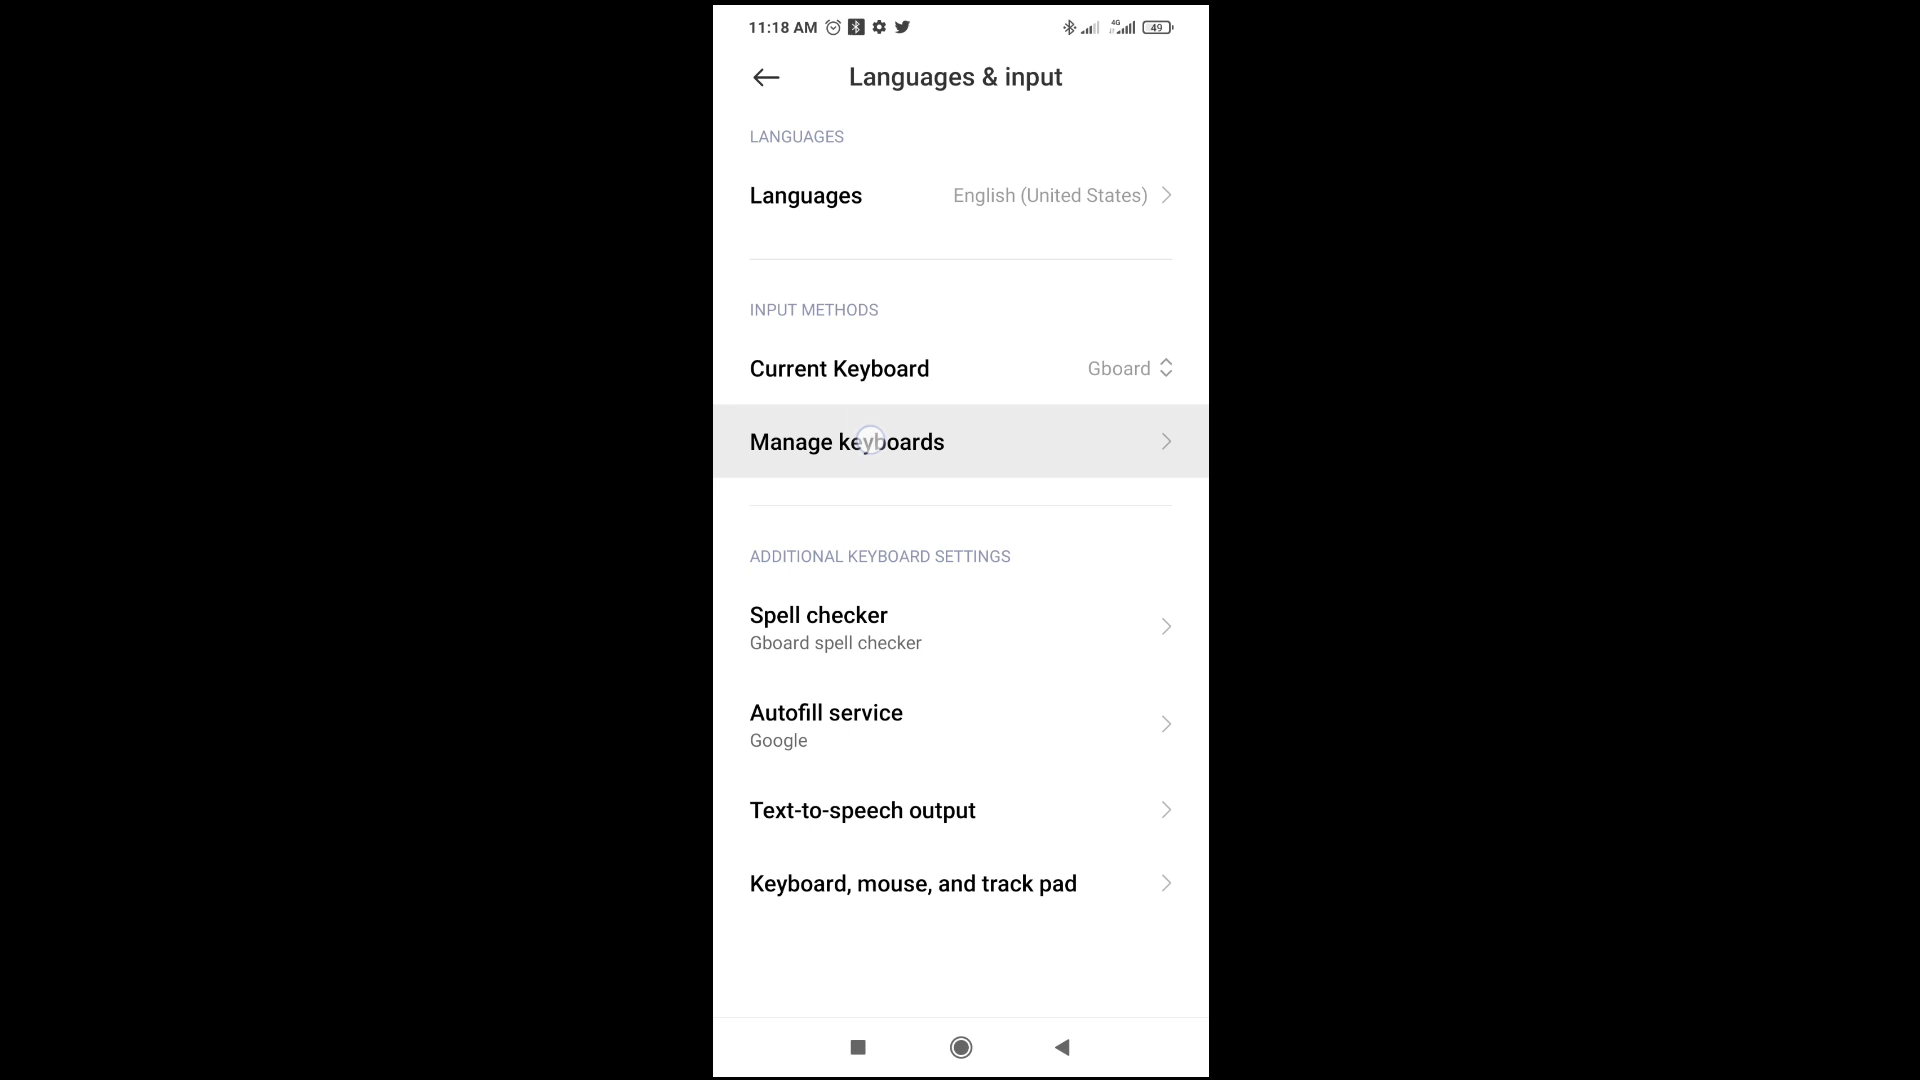 11:18 AM 4G 49
Languages & input
LANGUAGES
Languages English (United States)
INPUT METHODS
Current Keyboard Gboard
Manage keyboards
ADDITIONAL KEYBOARD SETTINGS
Spell checker
Gboard spell checker
Autofill service
Google
Text-to-speech output
Keyboard, mouse, and track pad